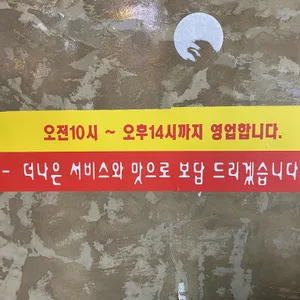 오전10시 ~ 오후14시까지 영업합니다.
- 더나은 서비스와 맛으로 보답 드리겠습니다